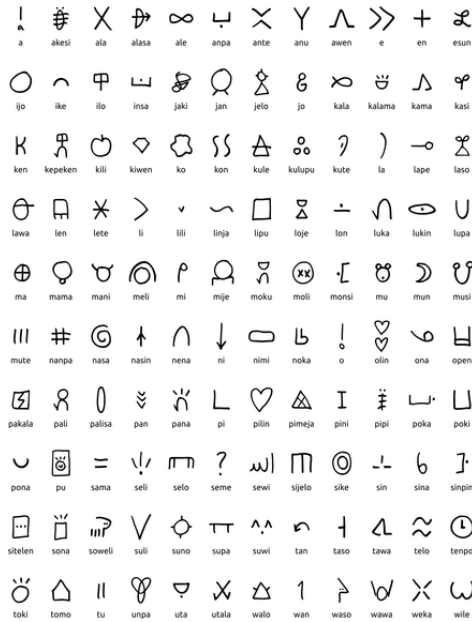 a akesi ala alasa ale anpa ante anu awen e en esun
ijo ike ilo insa jaki jan jelo jo kala kalama kama kasi
ken kepeken kili kiwen ko kon kule kulupu kute la lape laso
lawa len lete li lili linja lipu loje lon luka lukin lupa
ma mama mani meli mi mije moku moli monsi mu mun musi
mute nanpa nasa nasin nena ni nimi noka o olin ona open
pakala pali palisa pan pana pi pilin pimeja pini pipi poka poki
pona pu sama seli selo seme sewi sijelo sike sin sina sinpin
sitelen sona soweli suli suno supa suwi tan taso tawa telo tenpo
toki tomo tu unpa uta utala walo wan waso wawa weka wile